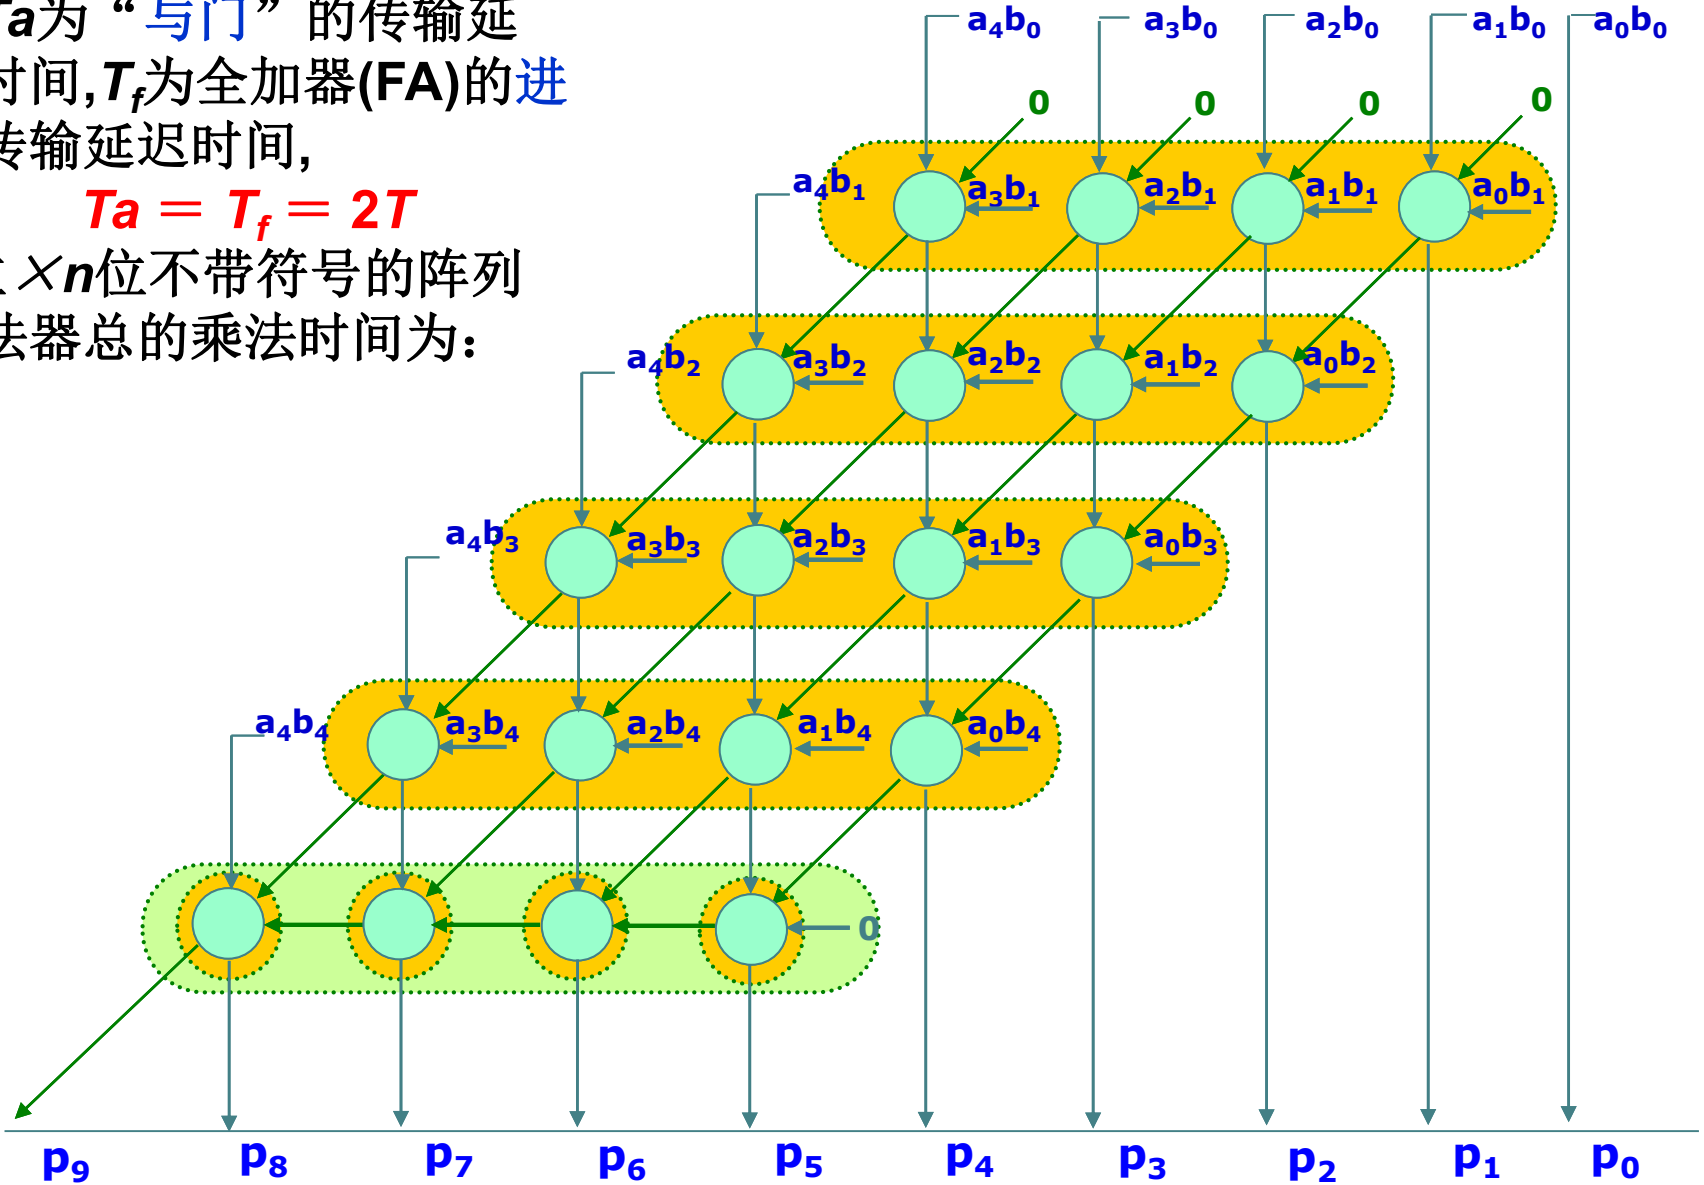 Ta为“与门”的传输延
时间,Tf为全加器(FA)的进
传输延迟时间,
Ta＝Tf＝2T
×n位不带符号的阵列
法器总的乘法时间为：
a4b0 a3b0 a2b0 a1b0 a0b0
0 0 0 0
a4b1 a3b1 a2b1 a1b1 a0b1
a4b2 a3b2 a2b2 a1b2 a0b2
a4b3 a3b3 a2b3 a1b3 a0b3
a4b4 a3b4 a2b4 a1b4 a0b4
0
p9 p8 p7 p6 p5 p4 p3 p2 p1 p0